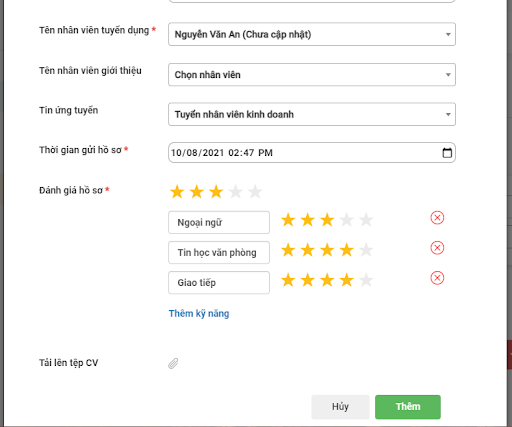 Tên nhân viên tuyển dụng *
Nguyễn Văn An (Chưa cập nhật)
Tên nhân viên giới thiệu
Chọn nhân viên
Tin ứng tuyển
Tuyển nhân viên kinh doanh
Thời gian gửi hồ sơ *
10/08/2021 02:47 PM
Đánh giá hồ sơ *
Ngoại ngữ
Tin học văn phòng
Giao tiếp
Thêm kỹ năng
Tải lên tệp CV
Hủy
Thêm